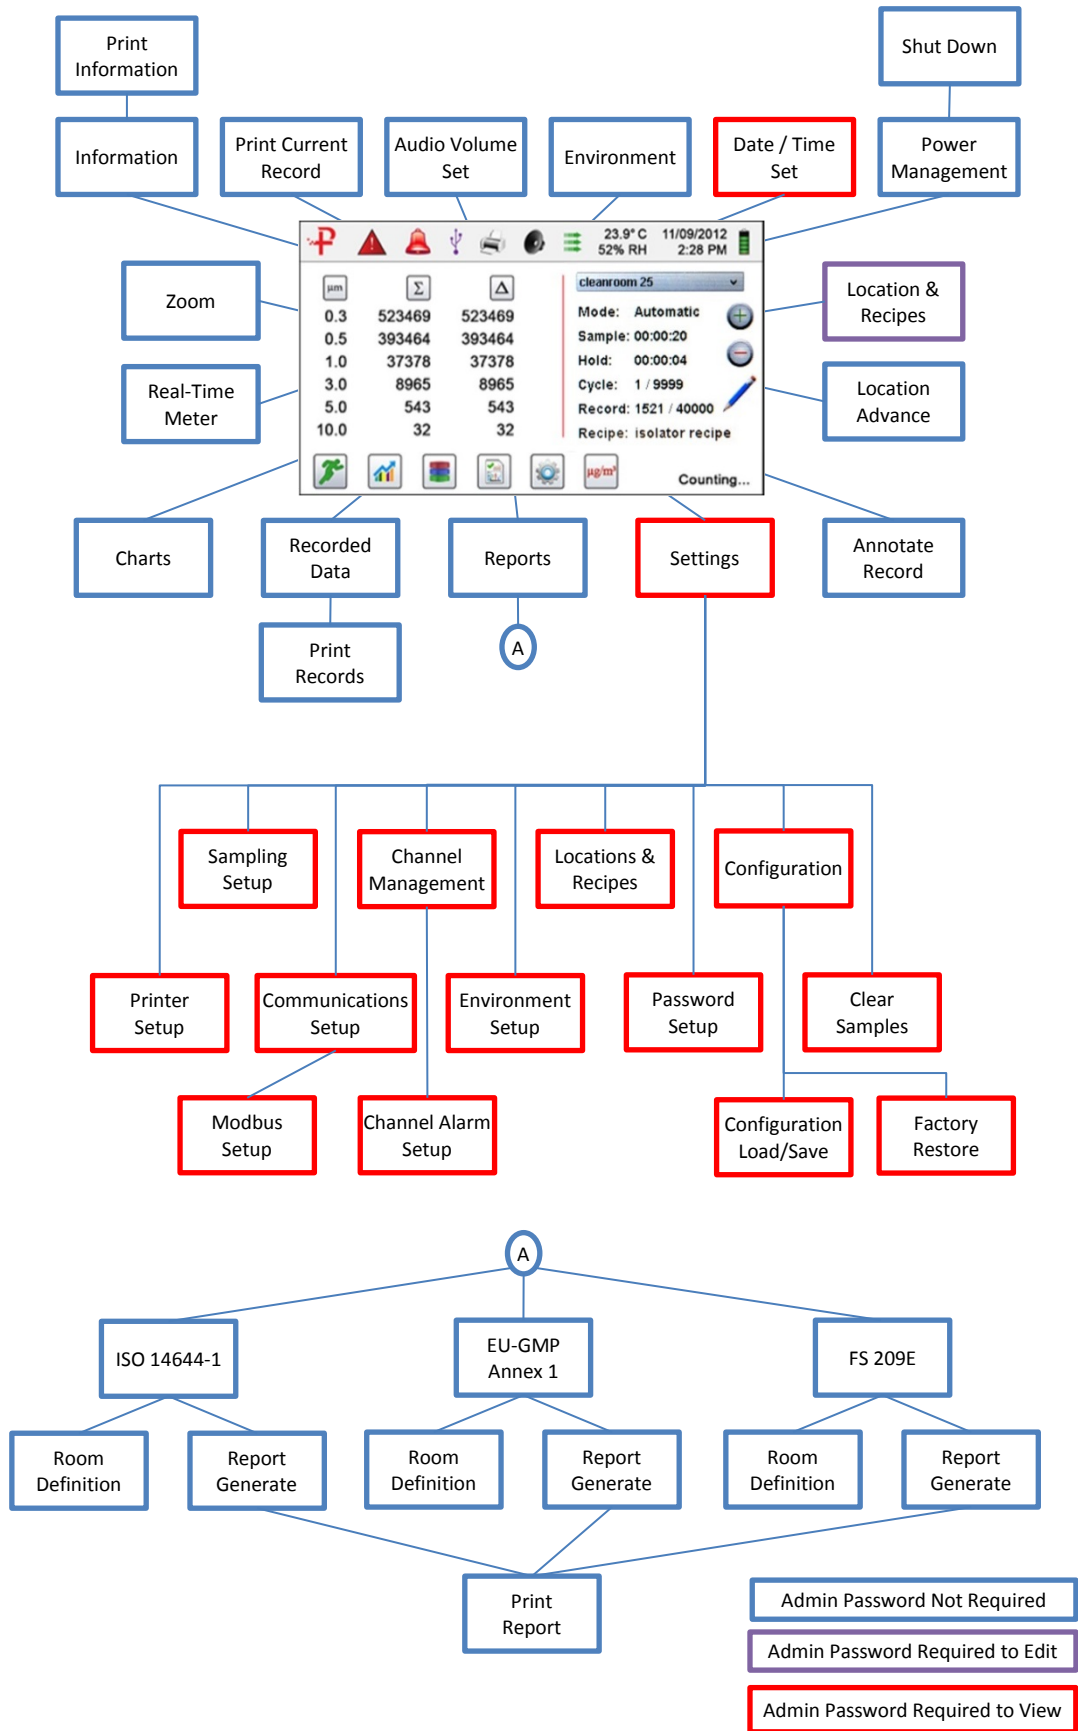 Print
Information
Shut Down
Information
Print Current
Record
Audio Volume
Set
Environment
Date / Time
Set
Power
Management
23.9° C
52% RH
11/09/2012
2:28 PM
Zoom
Real-Time
Meter
µm Σ Δ
0.3 523469 523469
0.5 393464 393464
1.0 37378 37378
3.0 8965 8965
5.0 543 543
10.0 32 32
cleanroom 25
Mode: Automatic
Sample: 00:00:20
Hold: 00:00:04
Cycle: 1 / 9999
Record: 1521 / 40000
Recipe: isolator recipe
µg/m³
Counting...
Location &
Recipes
Location
Advance
Charts
Recorded
Data
Reports
Settings
Annotate
Record
Print
Records
A
Sampling
Setup
Channel
Management
Locations &
Recipes
Configuration
Printer
Setup
Communications
Setup
Environment
Setup
Password
Setup
Clear
Samples
Modbus
Setup
Channel Alarm
Setup
Configuration
Load/Save
Factory
Restore
A
ISO 14644-1
EU-GMP
Annex 1
FS 209E
Room
Definition
Report
Generate
Room
Definition
Report
Generate
Room
Definition
Report
Generate
Print
Report
Admin Password Not Required
Admin Password Required to Edit
Admin Password Required to View